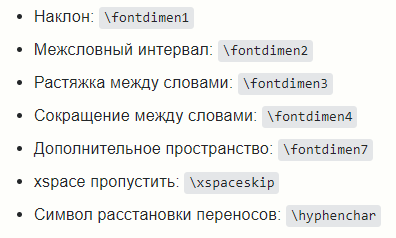 • Наклон: \fontdimen1
• Межсловный интервал: \fontdimen2
• Растяжка между словами: \fontdimen3
• Сокращение между словами: \fontdimen4
• Дополнительное пространство: \fontdimen7
• xspace пропустить: \xspaceskip
• Символ расстановки переносов: \hyphenchar